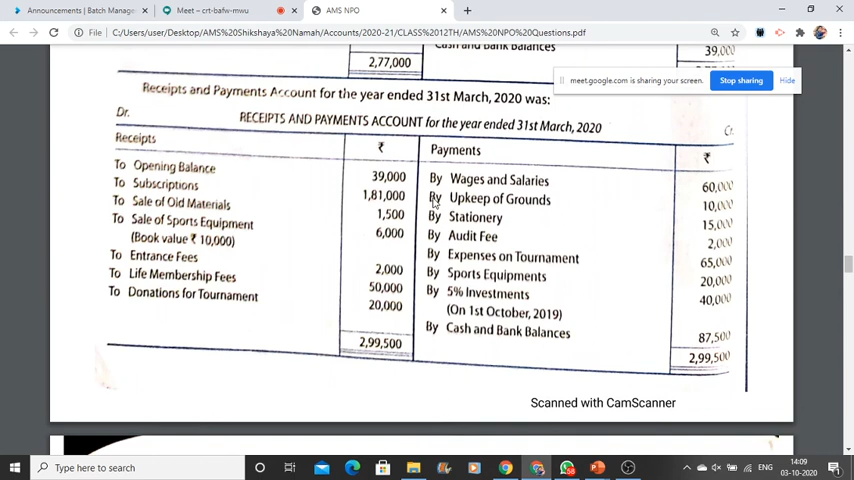 Announcements | Batch Manage
Meet – crt-bafw-mwu
AMS NPO
File | C:/Users/user/Desktop/AMS%20Shikshaya%20Namah/Accounts/2020-21/CLASS%2012TH/AMS%20NPO%20Questions.pdf
Cash and Bank Balances 39,000
2,77,000
meet.google.com is sharing your screen. Stop sharing Hide
Receipts and Payments Account for the year ended 31st March, 2020 was:
Dr. RECEIPTS AND PAYMENTS ACCOUNT for the year ended 31st March, 2020 Cr.
Receipts ₹ Payments ₹
To Opening Balance 39,000 By Wages and Salaries 60,000
To Subscriptions 1,81,000 By Upkeep of Grounds 10,000
To Sale of Old Materials 1,500 By Stationery 15,000
To Sale of Sports Equipment 6,000 By Audit Fee 2,000
(Book value ₹ 10,000) By Expenses on Tournament 65,000
To Entrance Fees 2,000 By Sports Equipments 20,000
To Life Membership Fees 50,000 By 5% Investments 40,000
To Donations for Tournament 20,000 (On 1st October, 2019)
By Cash and Bank Balances 87,500
2,99,500 2,99,500
Scanned with CamScanner
Type here to search
ENG
14:09
03-10-2020